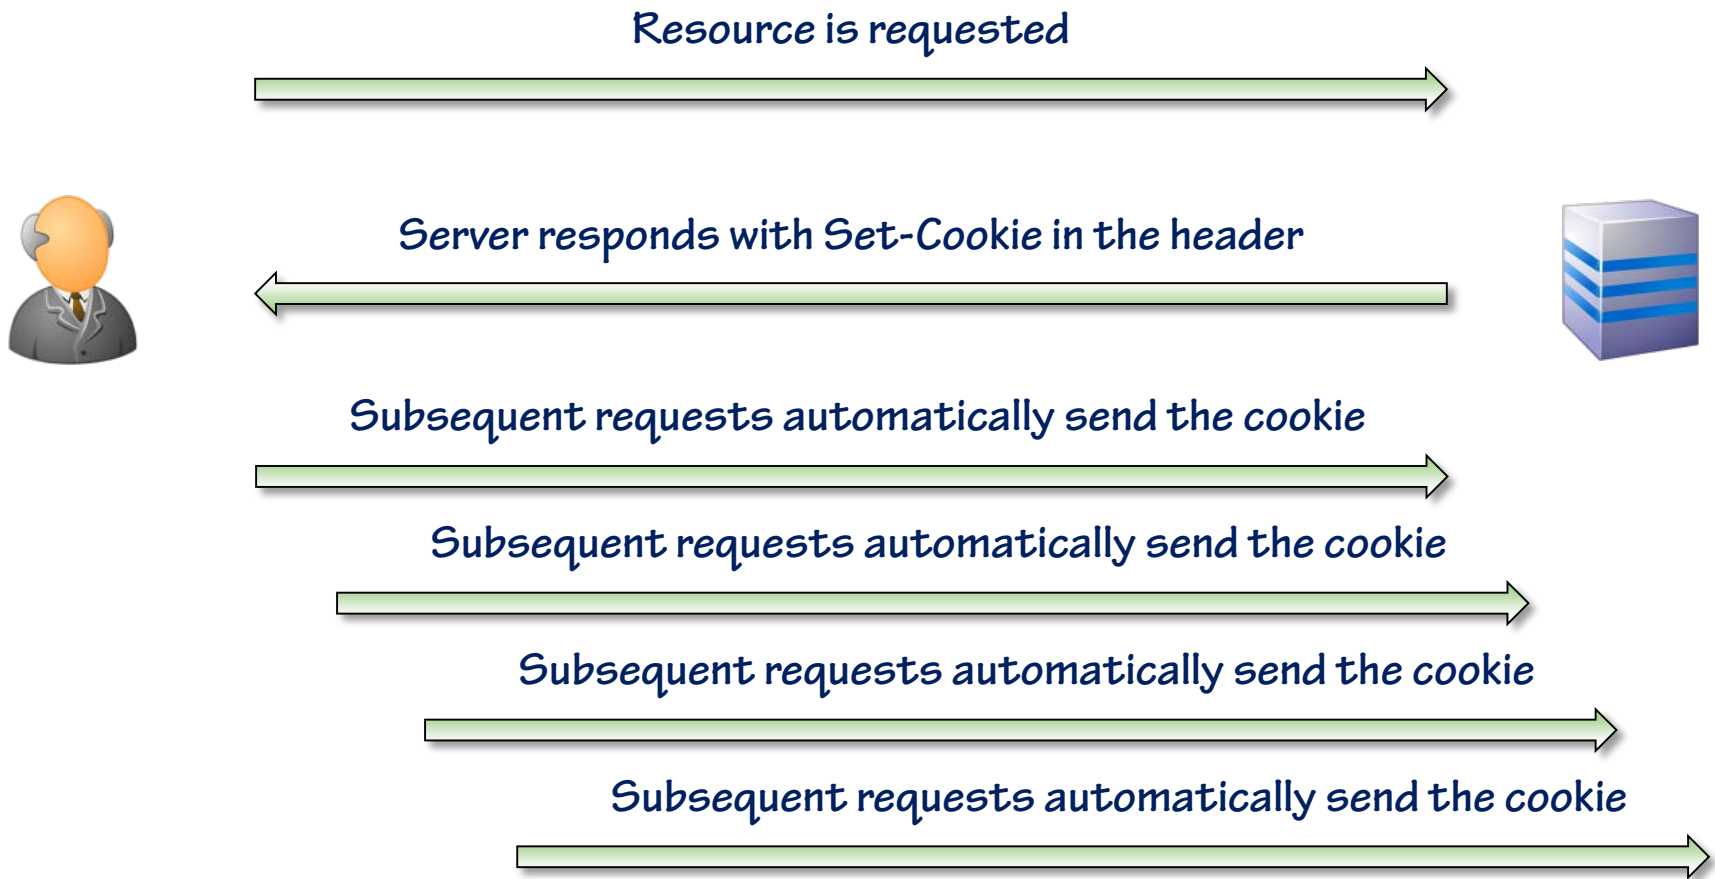 Resource is requested
Server responds with Set-Cookie in the header
Subsequent requests automatically send the cookie
Subsequent requests automatically send the cookie
Subsequent requests automatically send the cookie
Subsequent requests automatically send the cookie